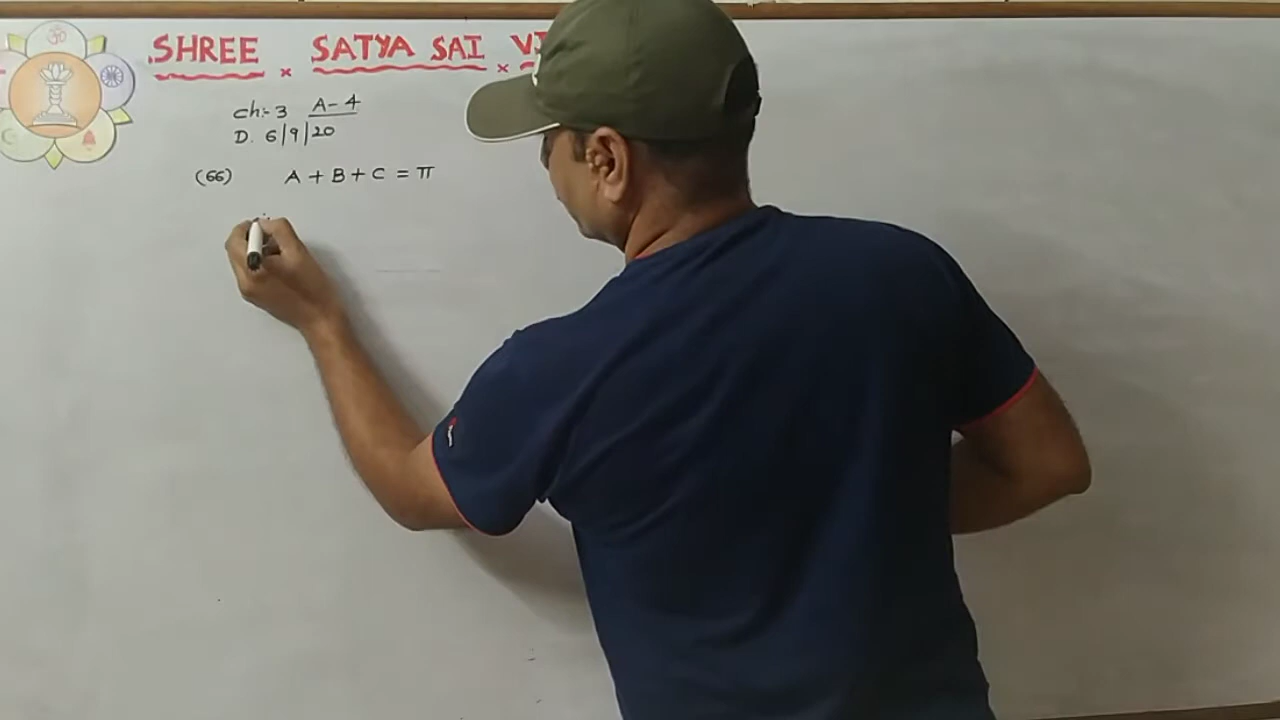 SHREE x SATYA SAI x
ch:- 3 A-4
D. 6|9|20
(66) A + B + C = π